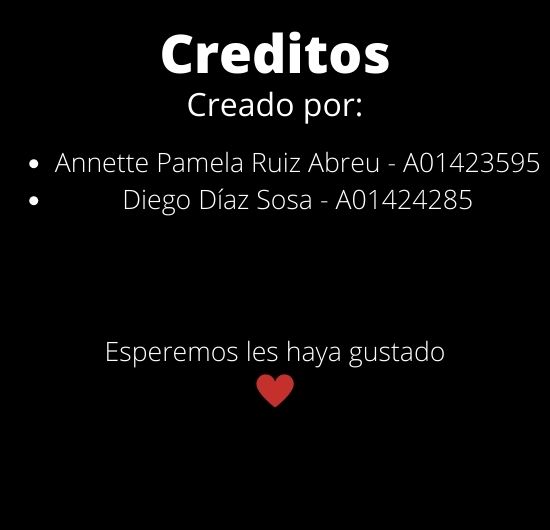 Creditos
Creado por:
• Annette Pamela Ruiz Abreu - A01423595
• Diego Díaz Sosa - A01424285
Esperemos les haya gustado